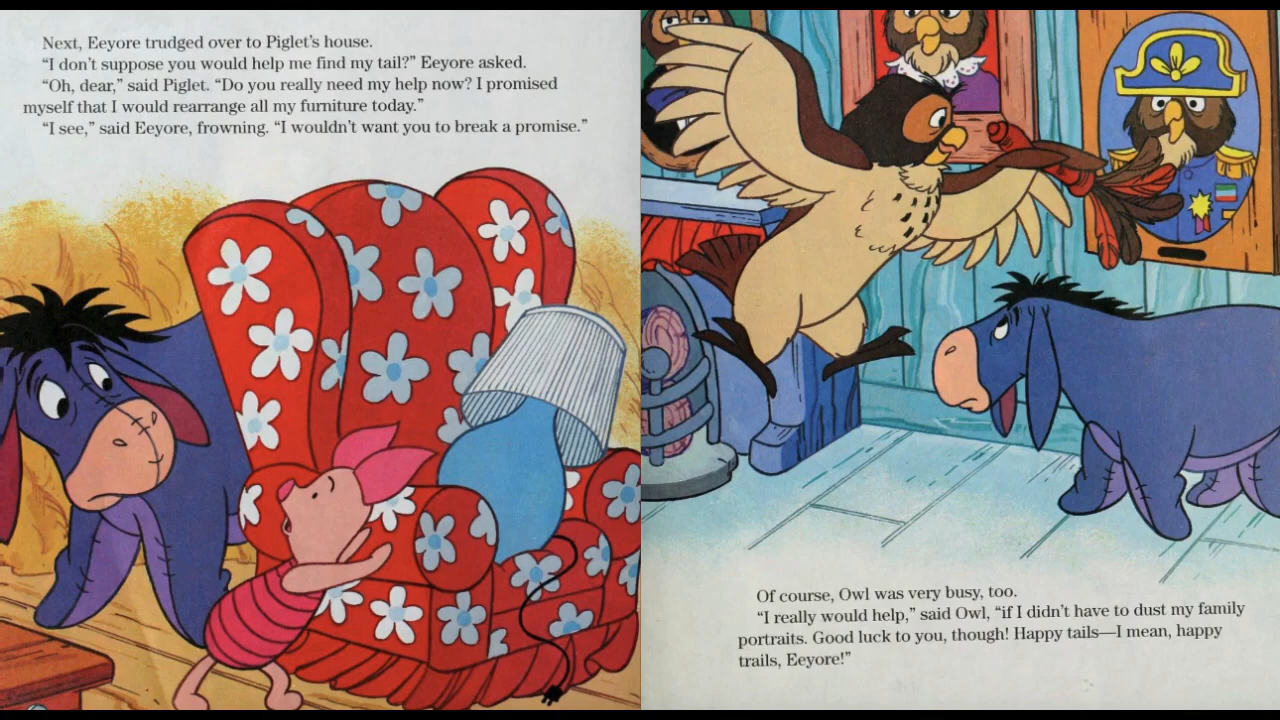 Next, Eeyore trudged over to Piglet's house.
“I don't suppose you would help me find my tail?” Eeyore asked.
“Oh, dear,” said Piglet. “Do you really need my help now? I promised
myself that I would rearrange all my furniture today.”
“I see,” said Eeyore, frowning. “I wouldn't want you to break a promise.”
Of course, Owl was very busy, too.
“I really would help,” said Owl, “if I didn't have to dust my family
portraits. Good luck to you, though! Happy tails—I mean, happy
trails, Eeyore!”